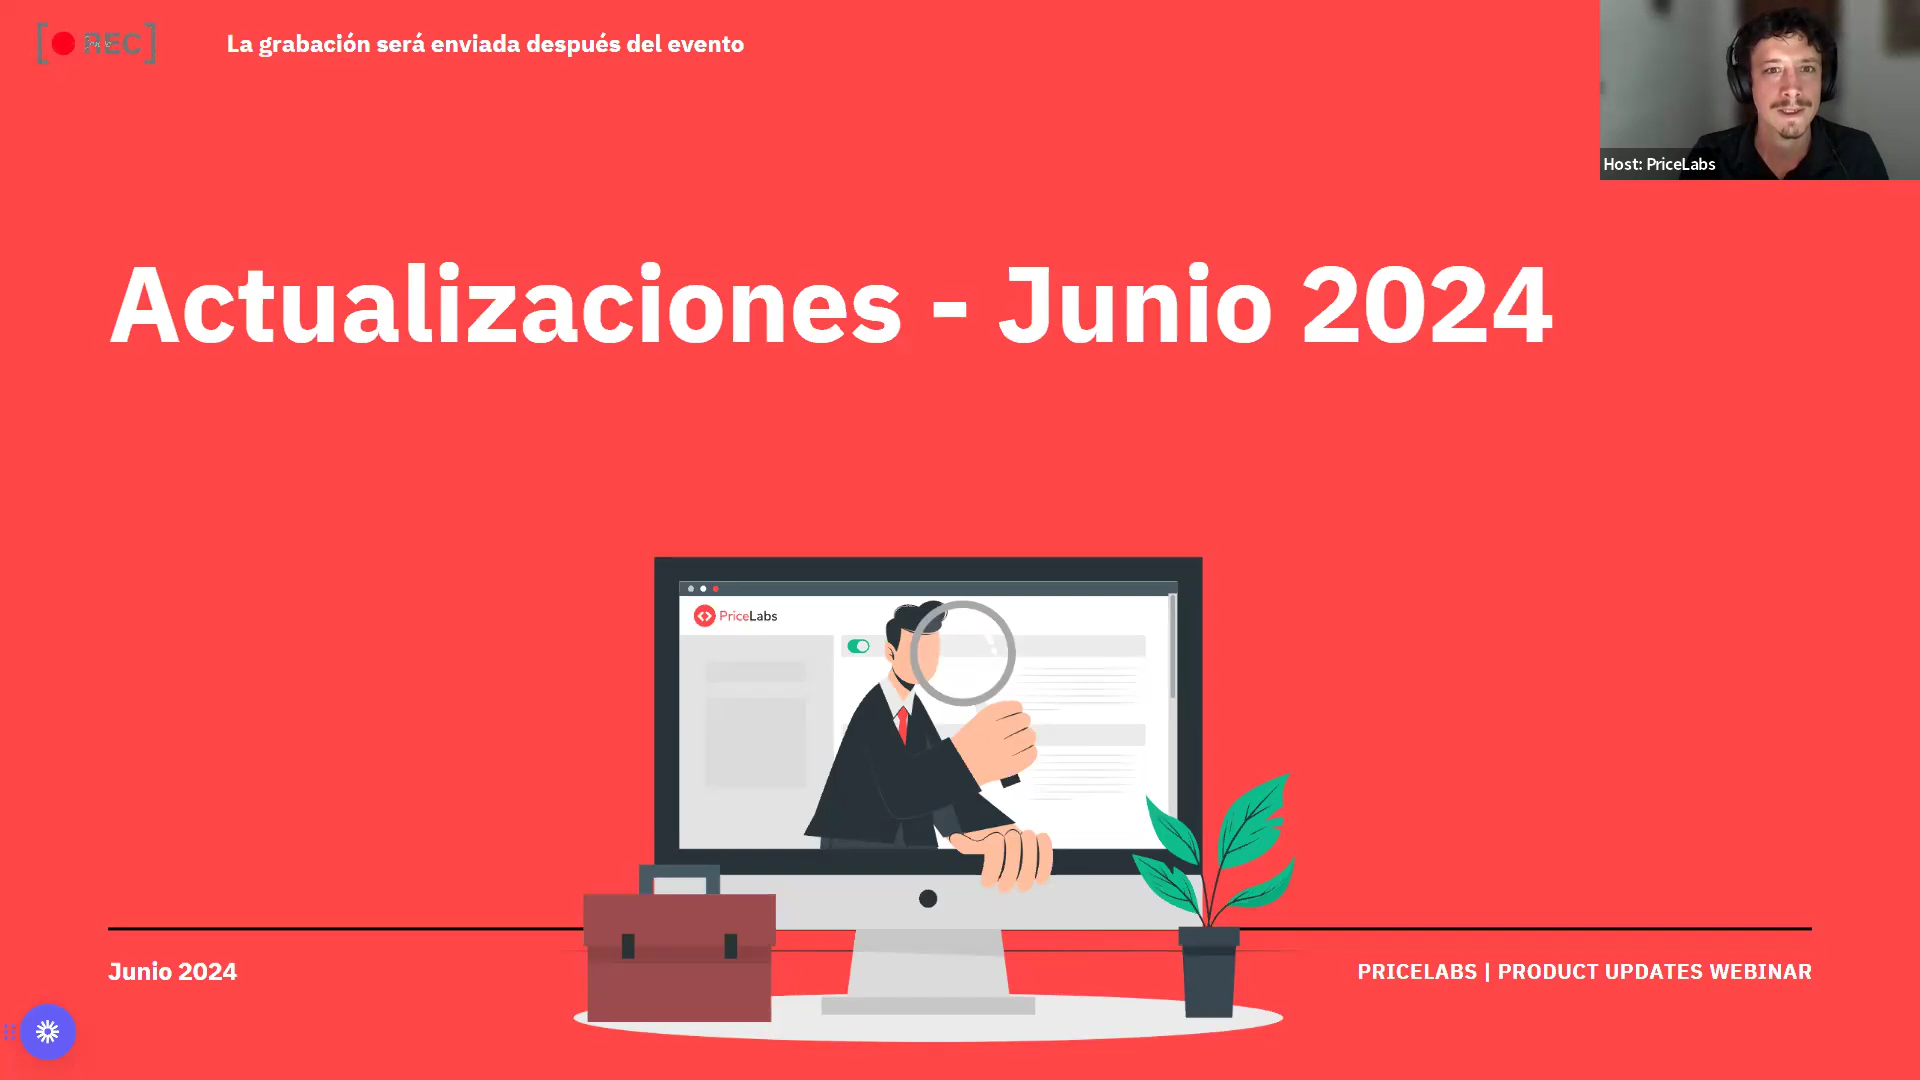 REC
La grabación será enviada después del evento
Host: PriceLabs
Actualizaciones - Junio 2024
PriceLabs
Junio 2024
PRICELABS | PRODUCT UPDATES WEBINAR